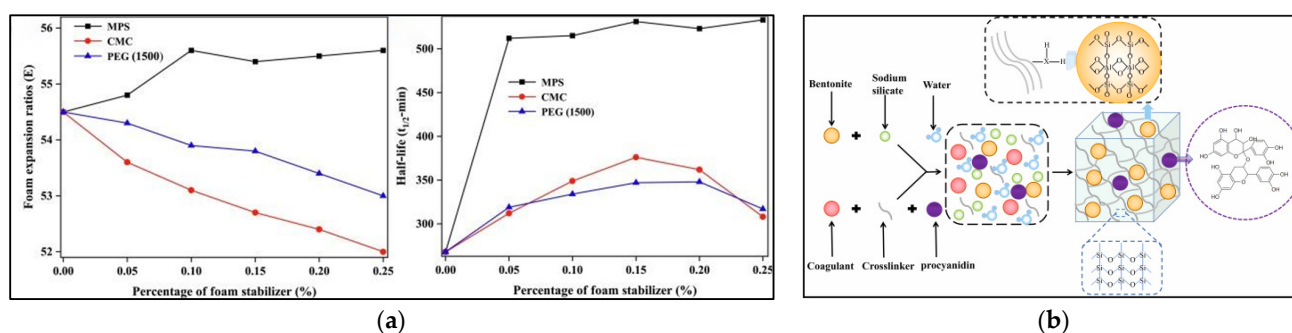 56
55
54
53
52
Foam expansion ratios (E)
MPS
CMC
PEG (1500)
0.00 0.05 0.10 0.15 0.20 0.25
Percentage of foam stabilizer (%)
500
450
400
350
300
Half-life (t1/2-min)
MPS
CMC
PEG (1500)
0.00 0.05 0.10 0.15 0.20 0.25
Percentage of foam stabilizer (%)
(a)
Bentonite
Sodium
silicate
Water
Coagulant
Crosslinker
procyanidin
H
X
H
(b)